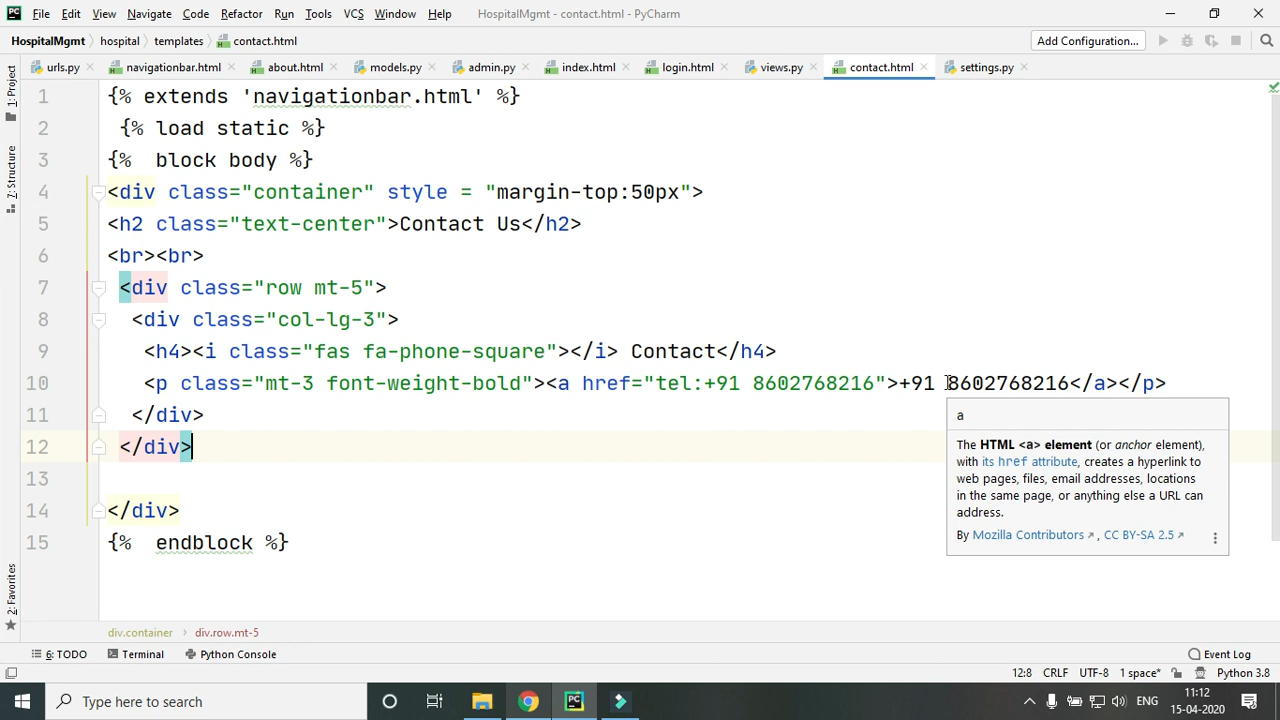 File Edit View Navigate Code Refactor Run Tools VCS Window Help HospitalMgmt - contact.html - PyCharm
HospitalMgmt hospital templates contact.html Add Configuration...
urls.py navigationbar.html about.html models.py admin.py index.html login.html views.py contact.html settings.py
1: Project
7: Structure
2: Favorites
1 {% extends 'navigationbar.html' %}
2 {% load static %}
3 {%  block body %}
4 <div class="container" style = "margin-top:50px">
5 <h2 class="text-center">Contact Us</h2>
6 <br><br>
7 <div class="row mt-5">
8 <div class="col-lg-3">
9 <h4><i class="fas fa-phone-square"></i> Contact</h4>
10 <p class="mt-3 font-weight-bold"><a href="tel:+91 8602768216">+91 8602768216</a></p>
11 </div>
12 </div>
13
14 </div>
15 {%  endblock %}
a
The HTML <a> element (or anchor element),
with its href attribute, creates a hyperlink to
web pages, files, email addresses, locations
in the same page, or anything else a URL can
address.
By Mozilla Contributors , CC BY-SA 2.5
div.container div.row.mt-5
6: TODO Terminal Python Console Event Log
12:8 CRLF UTF-8 1 space* Python 3.8
Type here to search ENG 11:12
15-04-2020